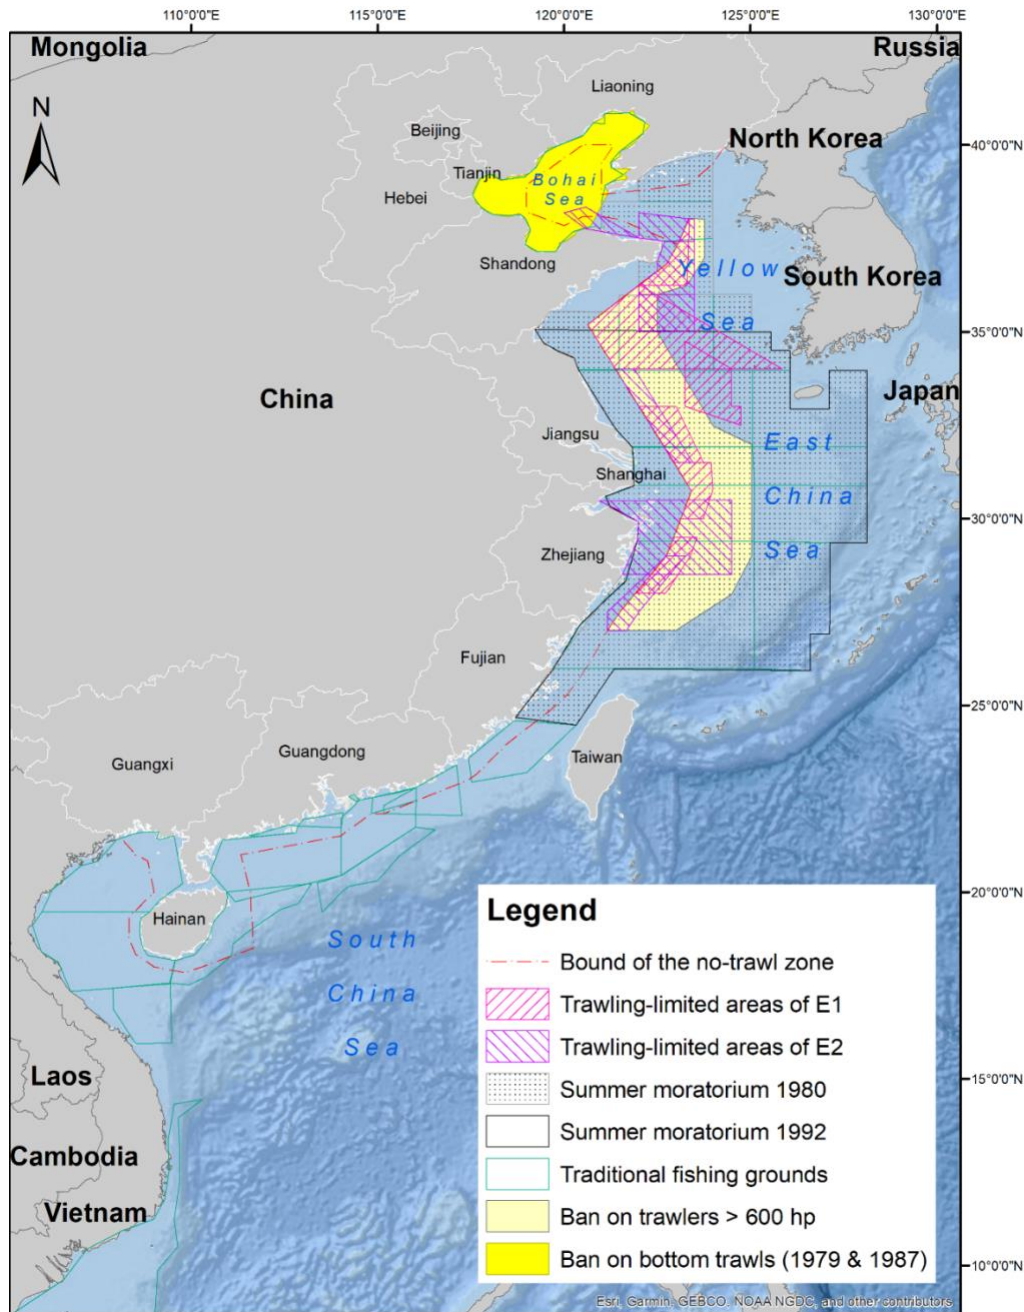 110°0'0"E 115°0'0"E 120°0'0"E 125°0'0"E 130°0'0"E
Mongolia
Russia
N
Liaoning
Beijing
North Korea
40°0'0"N
Tianjin
Bohai
Sea
Hebei
Shandong
Yellow
Sea
South Korea
35°0'0"N
China
Japan
Jiangsu
East
China
Sea
Shanghai
30°0'0"N
Zhejiang
Fujian
25°0'0"N
Taiwan
Guangdong
Guangxi
20°0'0"N
Hainan
South
China
Sea
15°0'0"N
Laos
Cambodia
Vietnam
10°0'0"N
Legend
Bound of the no-trawl zone
Trawling-limited areas of E1
Trawling-limited areas of E2
Summer moratorium 1980
Summer moratorium 1992
Traditional fishing grounds
Ban on trawlers > 600 hp
Ban on bottom trawls (1979 & 1987)
Esri, Garmin, GEBCO, NOAA NGDC, and other contributors